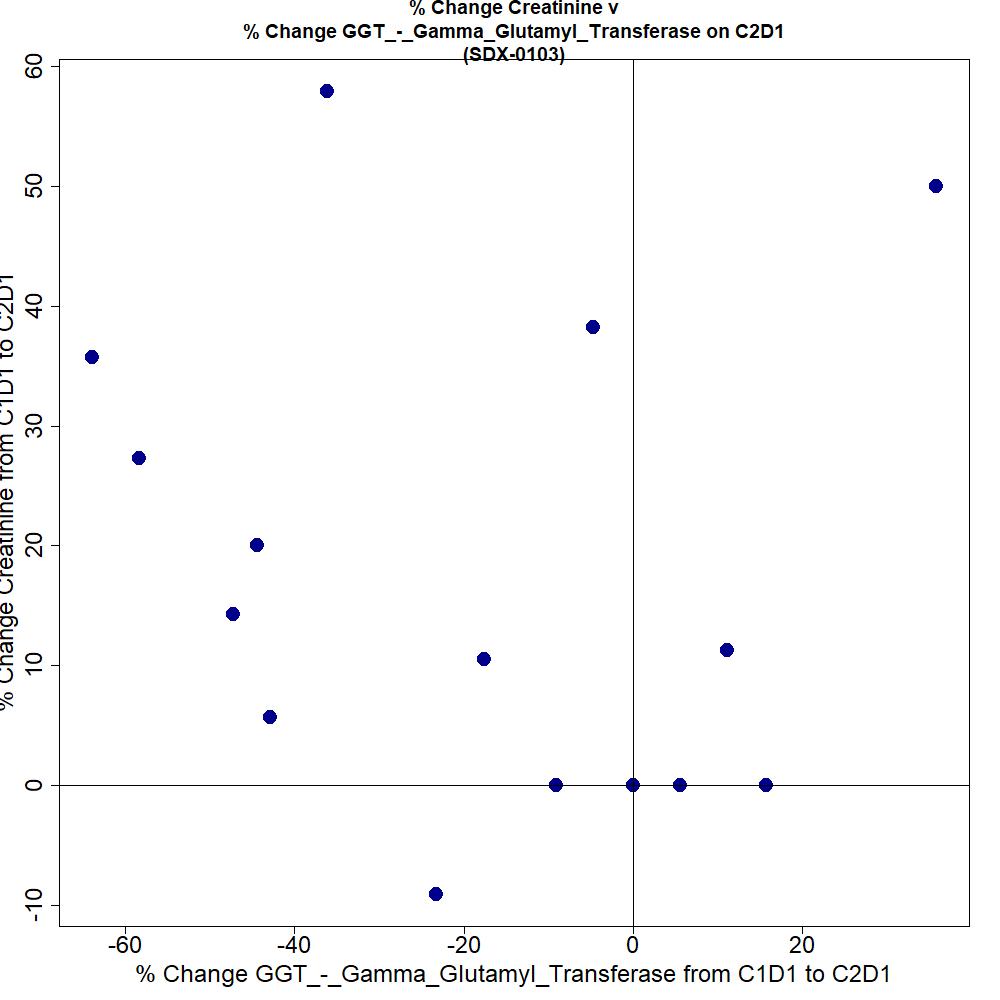 % Change Creatinine v
% Change GGT_-_Gamma_Glutamyl_Transferase on C2D1
(SDX-0103)
% Change Creatinine from C1D1 to C2D1
60
50
40
30
20
10
0
-10
-60 -40 -20 0 20
% Change GGT_-_Gamma_Glutamyl_Transferase from C1D1 to C2D1